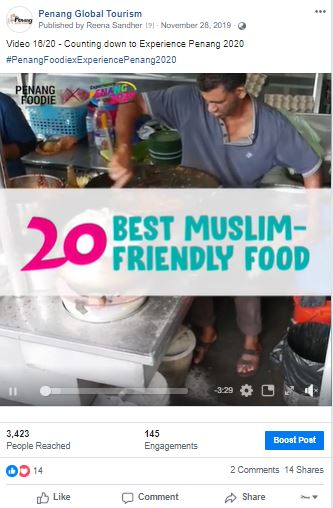 Penang Global Tourism
Published by Reena Sandher [?] · November 28, 2019 ·
Video 16/20 - Counting down to Experience Penang 2020
#PenangFoodiexExperiencePenang2020
PENANG
FOODIE
PENANG
20 BEST MUSLIM-
FRIENDLY FOOD
-3:29
3,423
People Reached
145
Engagements
Boost Post
14
2 Comments 14 Shares
Like
Comment
Share